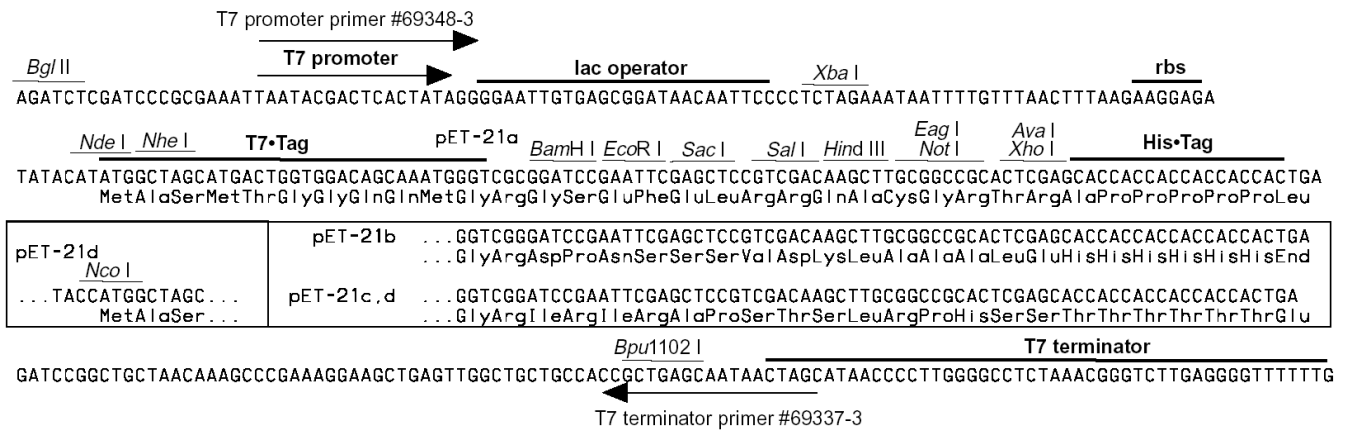 T7 promoter primer #69348-3
Bgl II
T7 promoter
lac operator
Xba I
rbs
AGATCTCGATCCCGCGAAATTAATACGACTCACTATAGGGGAATTGTGAGCGGATAACAATTCCCCTCTAGAAATAATTTTGTTTAACTTTAAGAAGGAGA
Nde I
Nhe I
T7•Tag
pET-21a
BamH I
EcoR I
Sac I
Sal I
Hind III
Eag I
Not I
Ava I
Xho I
His•Tag
TATACATATGGCTAGCATGACTGGTGGACAGCAAATGGGTCGCGGATCCGAATTCGAGCTCCGTCGACAAGCTTGCGGCCGCACTCGAGCACCACCACCACCACCACTGA
MetAlaSerMetThrGlyGlyGlnGlnMetGlyArgGlySerGluPheGluLeuArgArgGlnAlaCysGlyArgThrArgAlaProProProProProLeu
pET-21d
Nco I
...TACCATGGCTAGC...
MetAlaSer...
pET-21b
...GGTCGGGATCCGAATTCGAGCTCCGTCGACAAGCTTGCGGCCGCACTCGAGCACCACCACCACCACCACTGA
...GlyArgAspProAsnSerSerSerValAspLysLeuAlaAlaAlaLeuGluHisHisHisHisHisHisEnd
pET-21c,d
...GGTCGGATCCGAATTCGAGCTCCGTCGACAAGCTTGCGGCCGCACTCGAGCACCACCACCACCACCACTGA
...GlyArgIleArgIleArgAlaProSerThrSerLeuArgProHisSerSerThrThrThrThrThrThrGlu
Bpu1102 I
T7 terminator
GATCCGGCTGCTAACAAAGCCCGAAAGGAAGCTGAGTTGGCTGCTGCCACCGCTGAGCAATAACTAGCATAACCCCTTGGGGCCTCTAAACGGGTCTTGAGGGGTTTTTTG
T7 terminator primer #69337-3